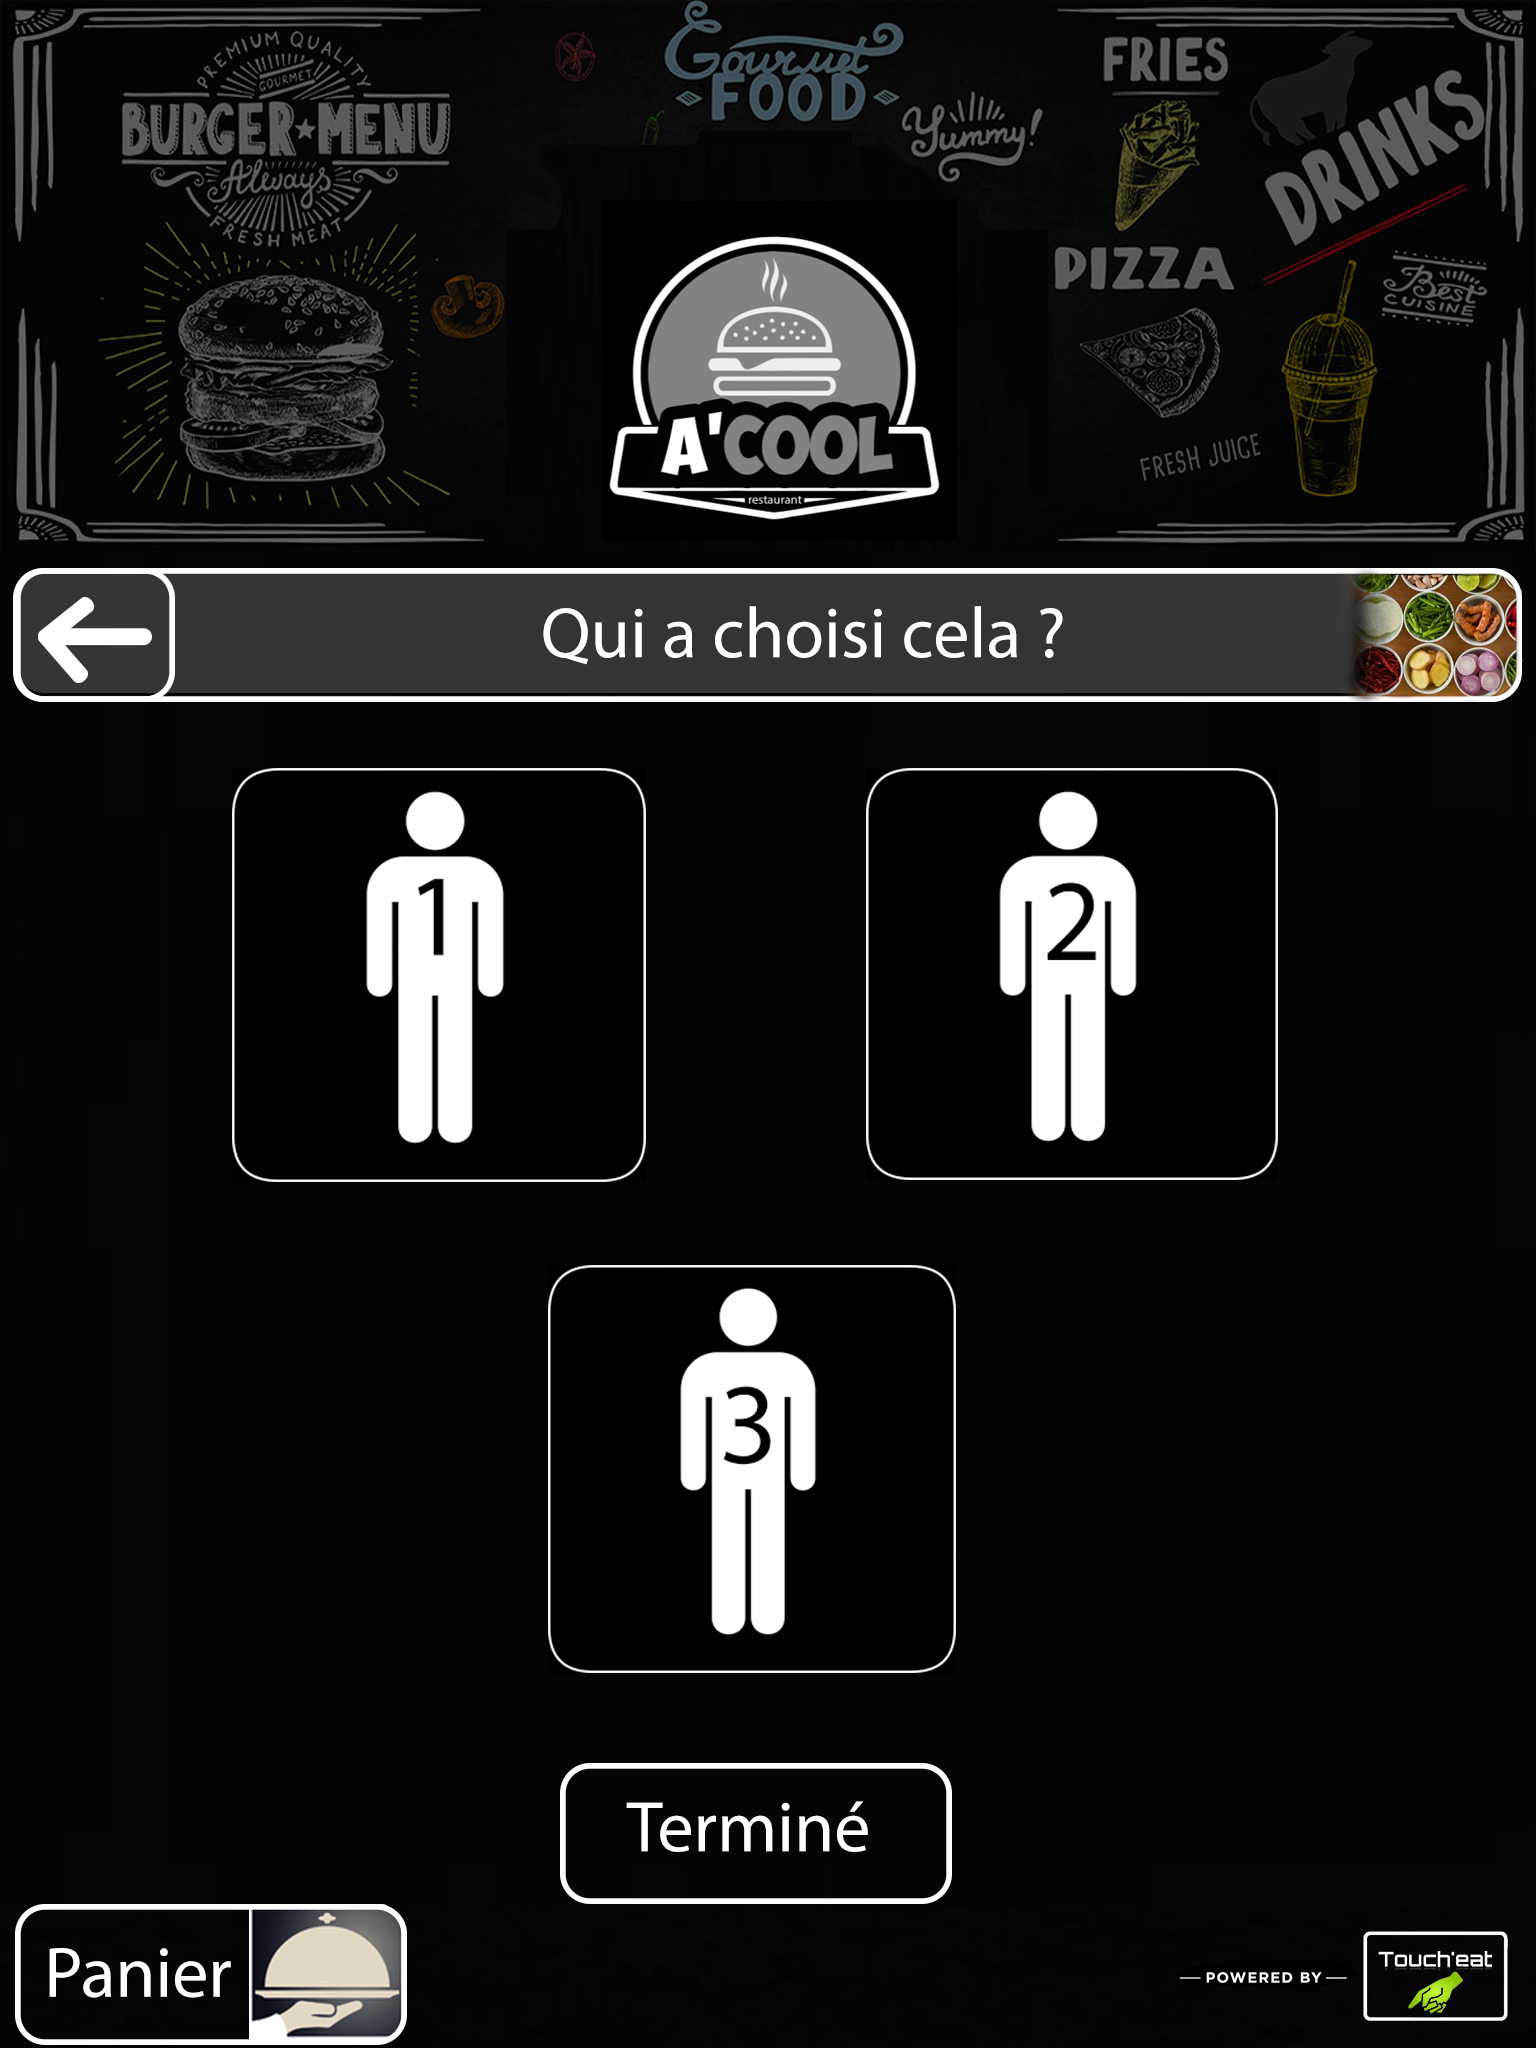 PREMIUM QUALITY
GOURMET
BURGER★MENU
Always
FRESH MEAT
Gourmet
FOOD
Yummy!
FRIES
DRINKS
PIZZA
Best
CUISINE
FRESH JUICE
A'COOL
restaurant
Qui a choisi cela ?
1
2
3
Terminé
Panier
POWERED BY
Touch'eat